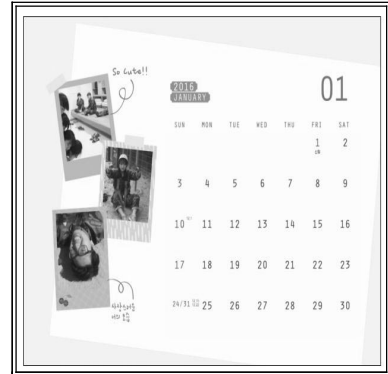 So Cute!!
2016
JANUARY
01
SUN MON TUE WED THU FRI SAT
1 2
3 4 5 6 7 8 9
10 11 12 13 14 15 16
17 18 19 20 21 22 23
24/31 25 26 27 28 29 30